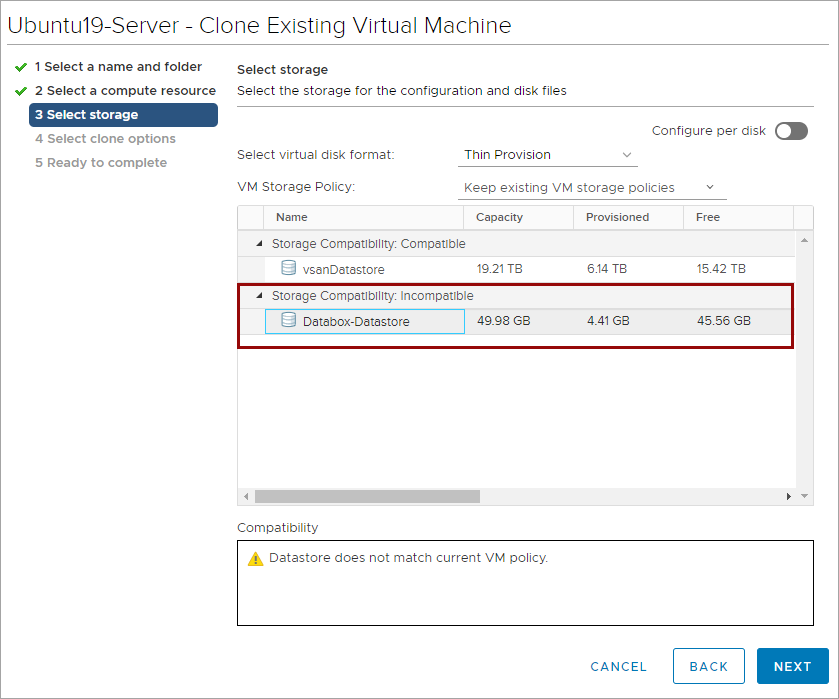 Ubuntu19-Server - Clone Existing Virtual Machine
1 Select a name and folder
2 Select a compute resource
3 Select storage
4 Select clone options
5 Ready to complete
Select storage
Select the storage for the configuration and disk files
Configure per disk
Select virtual disk format: Thin Provision
VM Storage Policy: Keep existing VM storage policies
Name Capacity Provisioned Free
Storage Compatibility: Compatible
vsanDatastore 19.21 TB 6.14 TB 15.42 TB
Storage Compatibility: Incompatible
Databox-Datastore 49.98 GB 4.41 GB 45.56 GB
Compatibility
Datastore does not match current VM policy.
CANCEL BACK NEXT